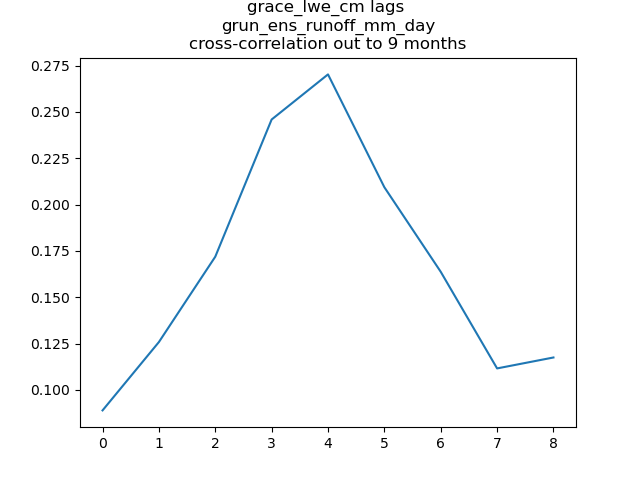 grace_lwe_cm lags
grun_ens_runoff_mm_day
cross-correlation out to 9 months
0.275
0.250
0.225
0.200
0.175
0.150
0.125
0.100
0 1 2 3 4 5 6 7 8